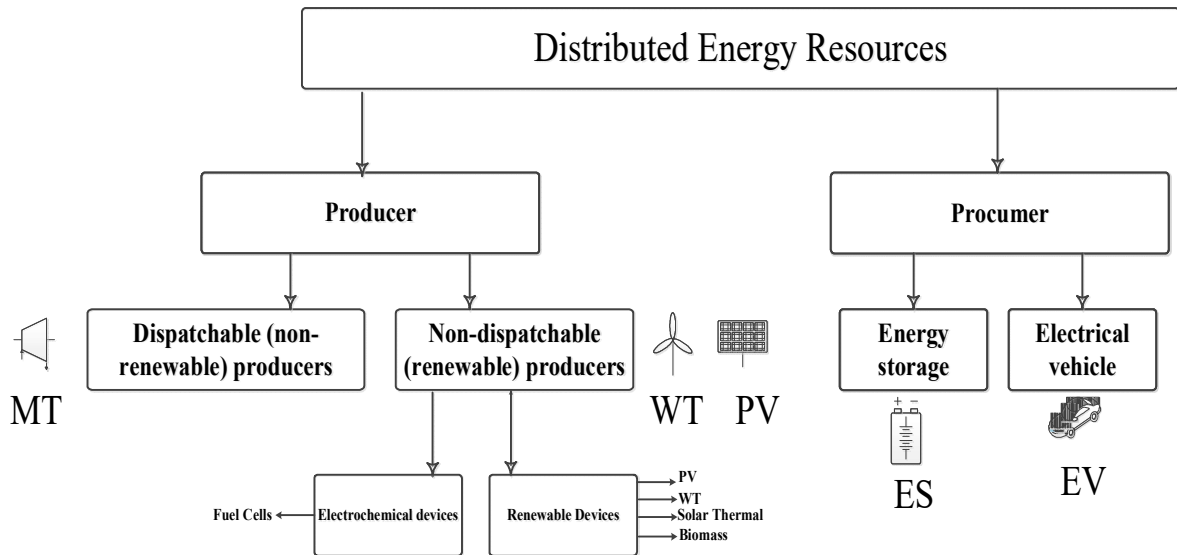 Distributed Energy Resources
Producer
Procumer
Dispatchable (non-
renewable) producers
Non-dispatchable
(renewable) producers
Energy
storage
Electrical
vehicle
MT
WT
PV
+ −
ES
EV
Fuel Cells
Electrochemical devices
Renewable Devices
PV
WT
Solar Thermal
Biomass